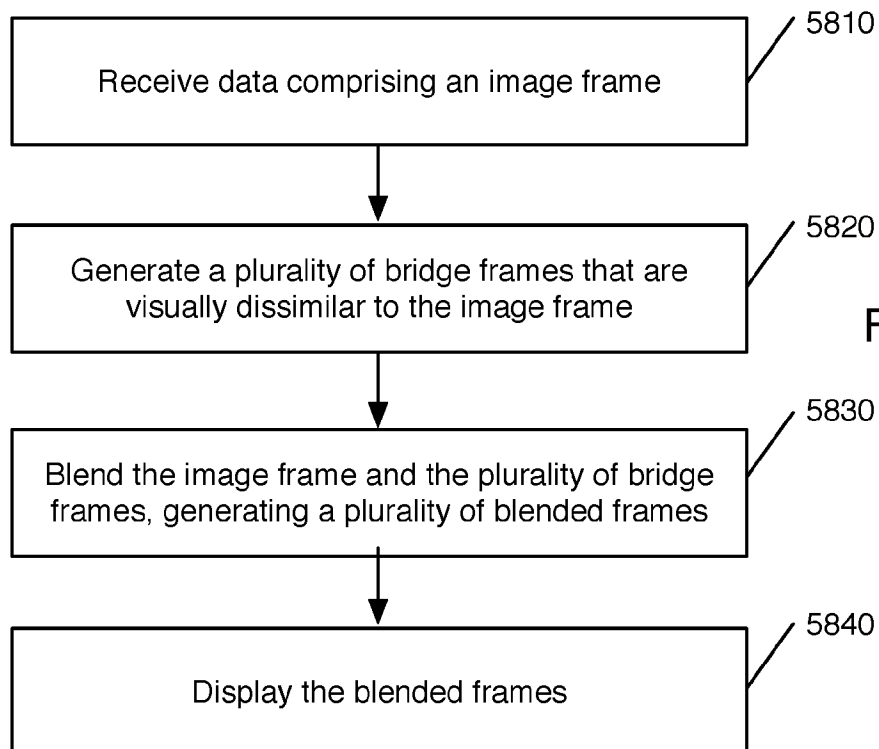 5810
Receive data comprising an image frame
5820
Generate a plurality of bridge frames that are
visually dissimilar to the image frame
F
5830
Blend the image frame and the plurality of bridge
frames, generating a plurality of blended frames
5840
Display the blended frames